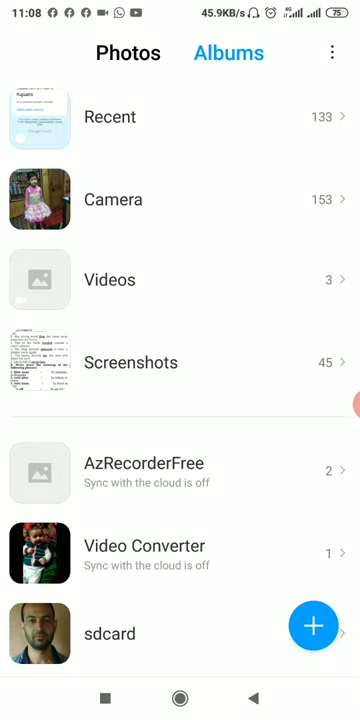 11:08 45.9KB/s 4G 75
Photos Albums
Recent 133
Camera 153
Videos 3
Screenshots 45
AzRecorderFree 2
Sync with the cloud is off
Video Converter 1
Sync with the cloud is off
sdcard